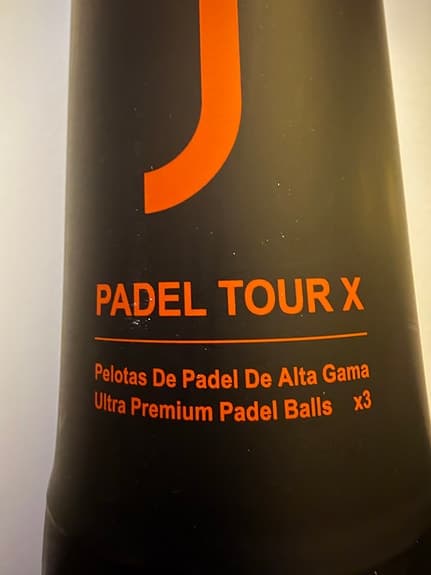 PADEL TOUR X
Pelotas De Padel De Alta Gama
Ultra Premium Padel Balls x3